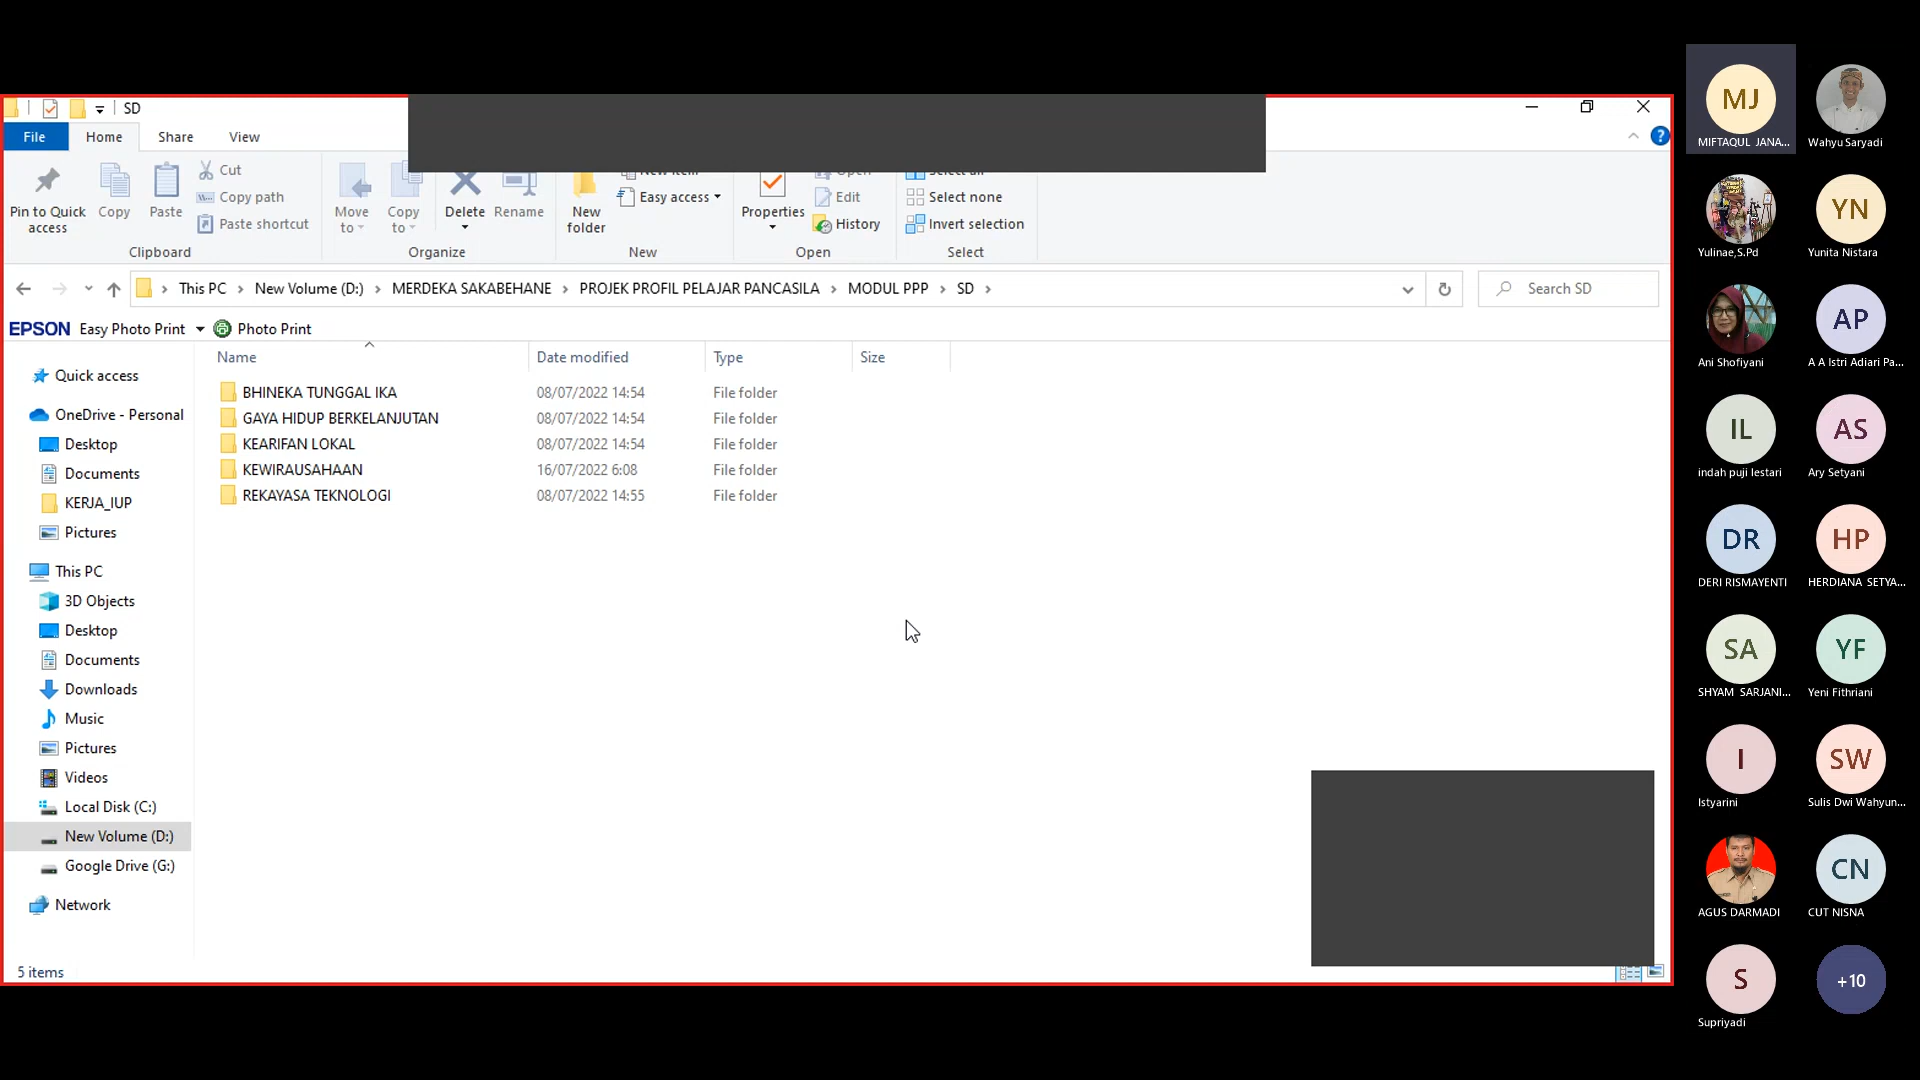 SD
File Home Share View
Pin to Quick access
Copy
Paste
Cut
Copy path
Paste shortcut
Clipboard
Move to
Copy to
Delete
Rename
Organize
New folder
Easy access
New
Properties
Edit
History
Open
Select none
Invert selection
Select
This PC > New Volume (D:) > MERDEKA SAKABEHANE > PROJEK PROFIL PELAJAR PANCASILA > MODUL PPP > SD >
Search SD
EPSON Easy Photo Print Photo Print
Name Date modified Type Size
BHINEKA TUNGGAL IKA 08/07/2022 14:54 File folder
GAYA HIDUP BERKELANJUTAN 08/07/2022 14:54 File folder
KEARIFAN LOKAL 08/07/2022 14:54 File folder
KEWIRAUSAHAAN 16/07/2022 6:08 File folder
REKAYASA TEKNOLOGI 08/07/2022 14:55 File folder
Quick access
OneDrive - Personal
Desktop
Documents
KERJA_IUP
Pictures
This PC
3D Objects
Desktop
Documents
Downloads
Music
Pictures
Videos
Local Disk (C:)
New Volume (D:)
Google Drive (G:)
Network
5 items
MJ
MIFTAQUL JANA...
Wahyu Saryadi
Yulinae,S.Pd
YN
Yunita Nistara
Ani Shofiyani
AP
A A Istri Adiari Pa...
IL
indah puji lestari
AS
Ary Setyani
DR
DERI RISMAYENTI
HP
HERDIANA SETYA...
SA
SHYAM SARJANI...
YF
Yeni Fithriani
I
Istyarini
SW
Sulis Dwi Wahyun...
AGUS DARMADI
CN
CUT NISNA
S
Supriyadi
+10